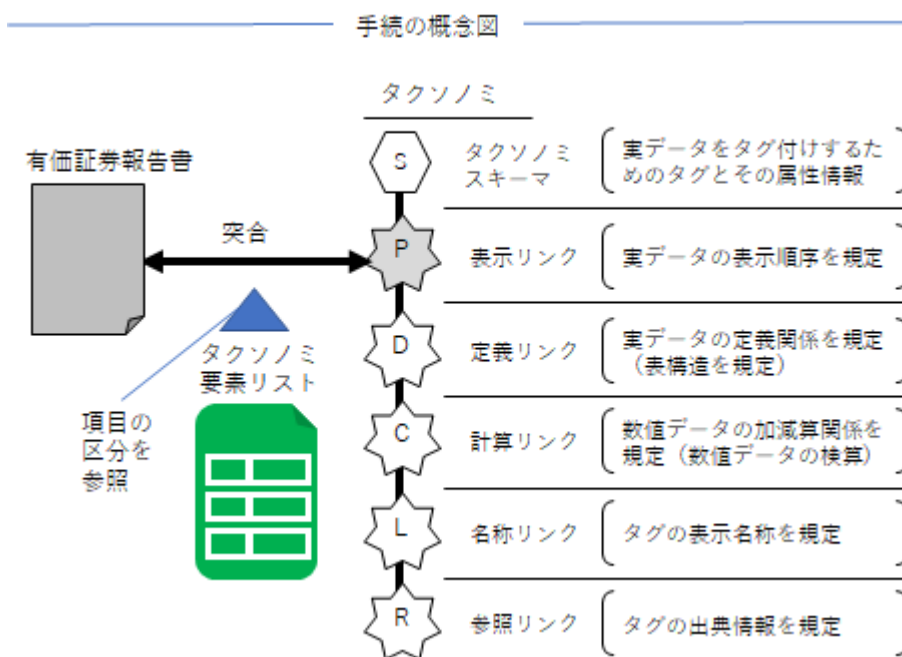 手続の概念図
タクソノミ
有価証券報告書
突合
タクソノミ
要素リスト
項目の
区分を
参照
S
タクソノミ
スキーマ
実データをタグ付けするた
めのタグとその属性情報
P
表示リンク
実データの表示順序を規定
D
定義リンク
実データの定義関係を規定
（表構造を規定）
C
計算リンク
数値データの加減算関係を
規定（数値データの検算）
L
名称リンク
タグの表示名称を規定
R
参照リンク
タグの出典情報を規定